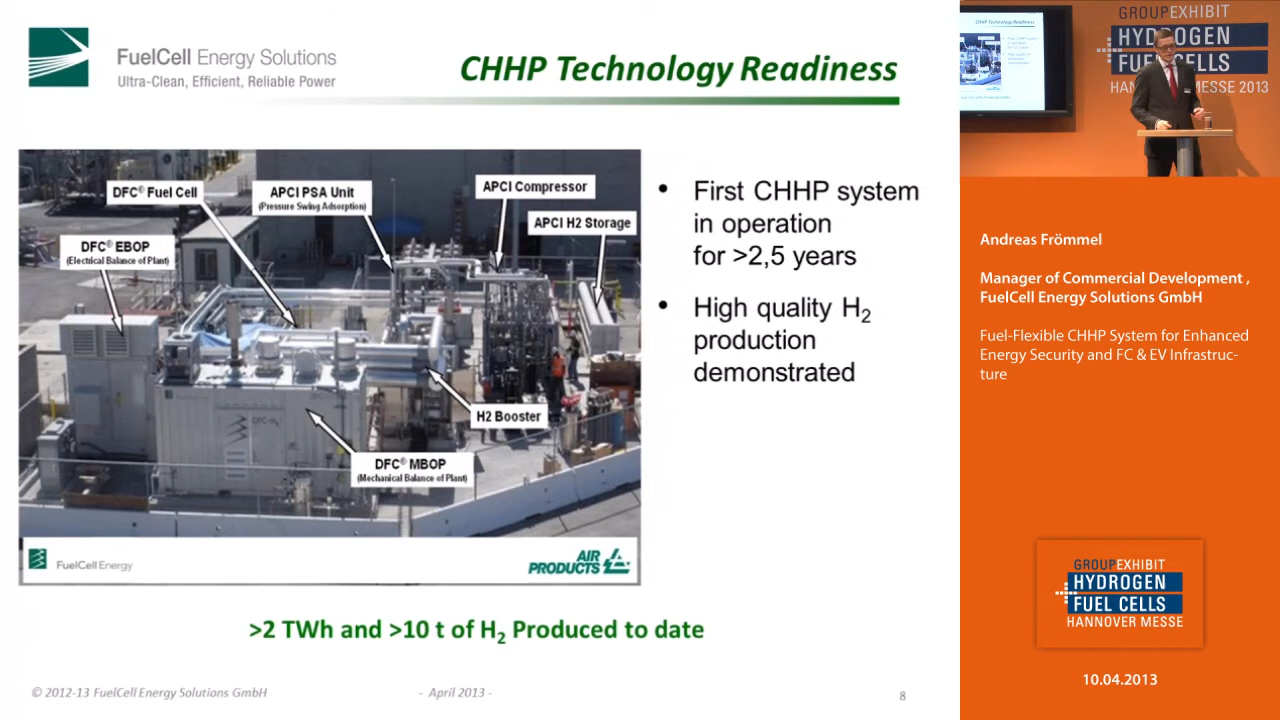 FuelCell Energy Solutions
Ultra-Clean, Efficient, Reliable Power
CHHP Technology Readiness
DFC® Fuel Cell
APCI PSA Unit
(Pressure Swing Adsorption)
APCI Compressor
APCI H2 Storage
DFC® EBOP
(Electrical Balance of Plant)
H2 Booster
DFC® MBOP
(Mechanical Balance of Plant)
FuelCell Energy
AIR
PRODUCTS
• First CHHP system
in operation
for >2,5 years
• High quality H₂
production
demonstrated
>2 TWh and >10 t of H₂ Produced to date
© 2012-13 FuelCell Energy Solutions GmbH
- April 2013 -
8
CHHP Technology Readiness
GROUPEXHIBIT
HYDROGEN
FUEL CELLS
HANNOVER MESSE 2013
Andreas Frömmel
Manager of Commercial Development ,
FuelCell Energy Solutions GmbH
Fuel-Flexible CHHP System for Enhanced
Energy Security and FC & EV Infrastruc-
ture
GROUPEXHIBIT
HYDROGEN
FUEL CELLS
HANNOVER MESSE
10.04.2013